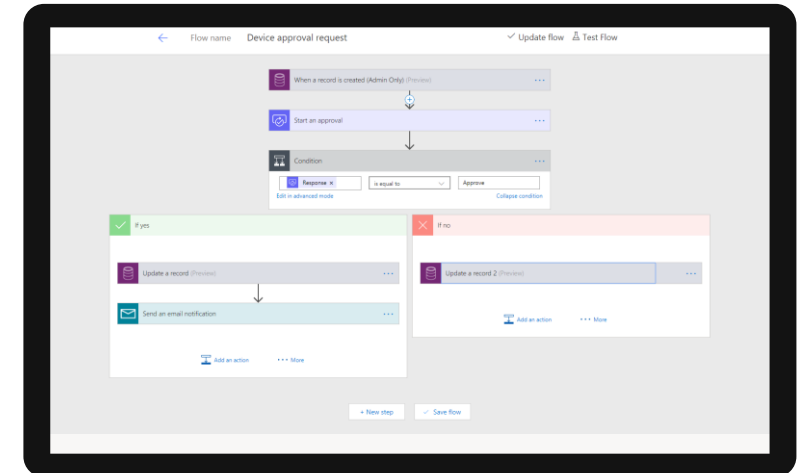 Flow name Device approval request Update flow Test Flow
When a record is created (Admin Only) (Preview)
Start an approval
Condition
Response x is equal to Approve
Edit in advanced mode Collapse condition
If yes If no
Update a record (Preview) Update a record 2 (Preview)
Send an email notification
Add an action More
Add an action More
+ New step Save flow